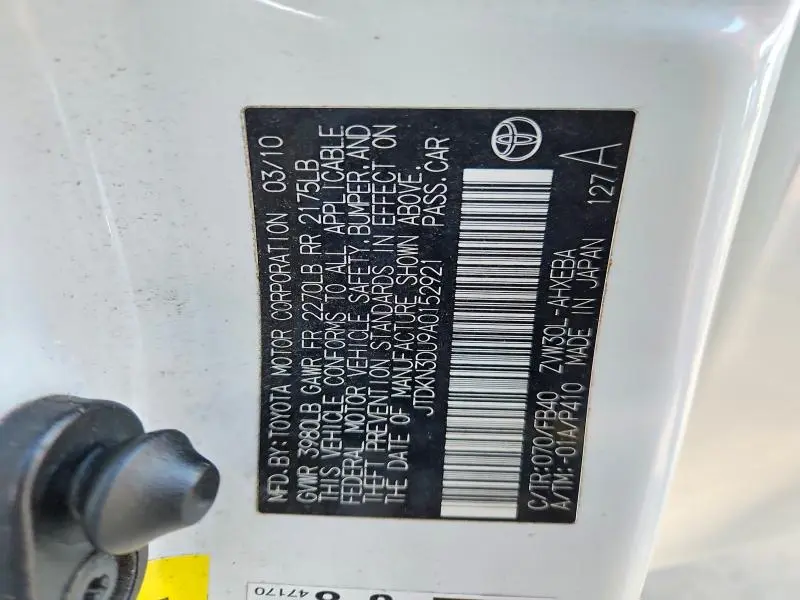 MFD. BY: TOYOTA MOTOR CORPORATION 03/10
GVWR 3980LB GAWR FR 2270LB RR 2175LB
THIS VEHICLE CONFORMS TO ALL APPLICABLE
FEDERAL MOTOR VEHICLE SAFETY, BUMPER, AND
THEFT PREVENTION STANDARDS IN EFFECT ON
THE DATE OF MANUFACTURE SHOWN ABOVE.
JTDKN3DU9A0152921 PASS. CAR
C/TR: 070/FB40 ZVW30L-AHXEBA 127 A
A/TM: -01A/P410 MADE IN JAPAN
47170